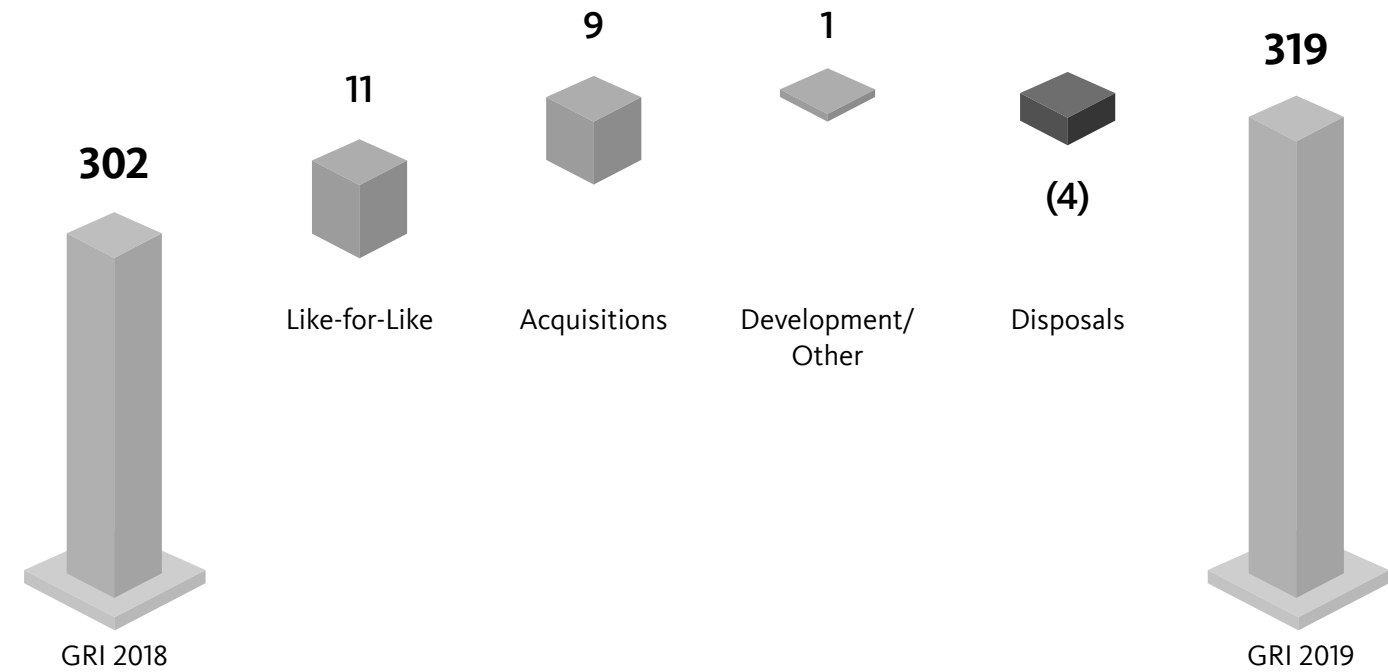 302
GRI 2018
11
Like-for-Like
9
Acquisitions
1
Development/
Other
(4)
Disposals
319
GRI 2019